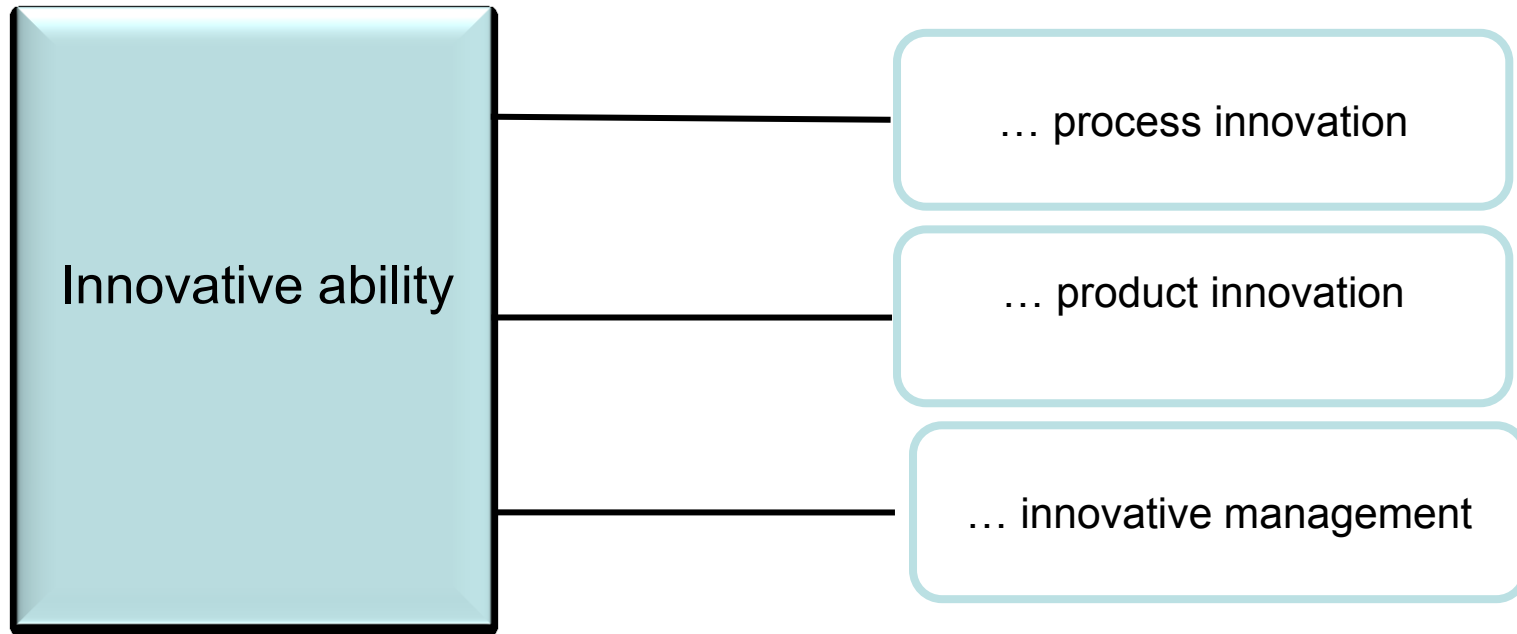 Innovative ability
… process innovation
… product innovation
… innovative management